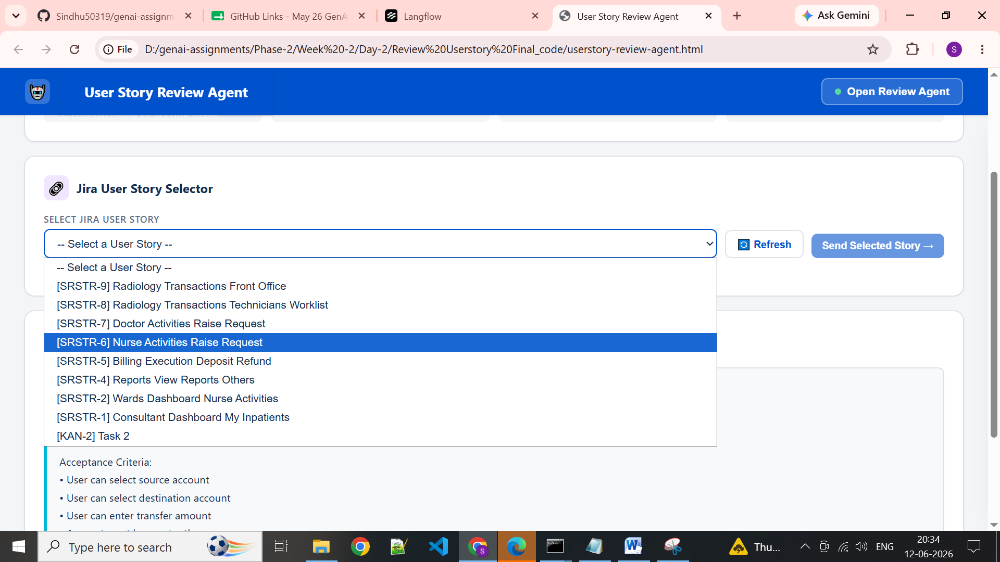 Sindhu50319/genai-assignm
GitHub Links - May 26 GenA
Langflow
User Story Review Agent
Ask Gemini
File
D:/genai-assignments/Phase-2/Week%20-2/Day-2/Review%20Userstory%20Final_code/userstory-review-agent.html
S
User Story Review Agent
Open Review Agent
AI-powered review for Jira User Stories
Jira User Story Selector
SELECT JIRA USER STORY
-- Select a User Story --
Refresh
Send Selected Story →
-- Select a User Story --
[SRSTR-9] Radiology Transactions Front Office
[SRSTR-8] Radiology Transactions Technicians Worklist
[SRSTR-7] Doctor Activities Raise Request
[SRSTR-6] Nurse Activities Raise Request
[SRSTR-5] Billing Execution Deposit Refund
[SRSTR-4] Reports View Reports Others
[SRSTR-2] Wards Dashboard Nurse Activities
[SRSTR-1] Consultant Dashboard My Inpatients
[KAN-2] Task 2
Acceptance Criteria:
• User can select source account
• User can select destination account
• User can enter transfer amount
Type here to search
Thu...
ENG
20:34
12-06-2026